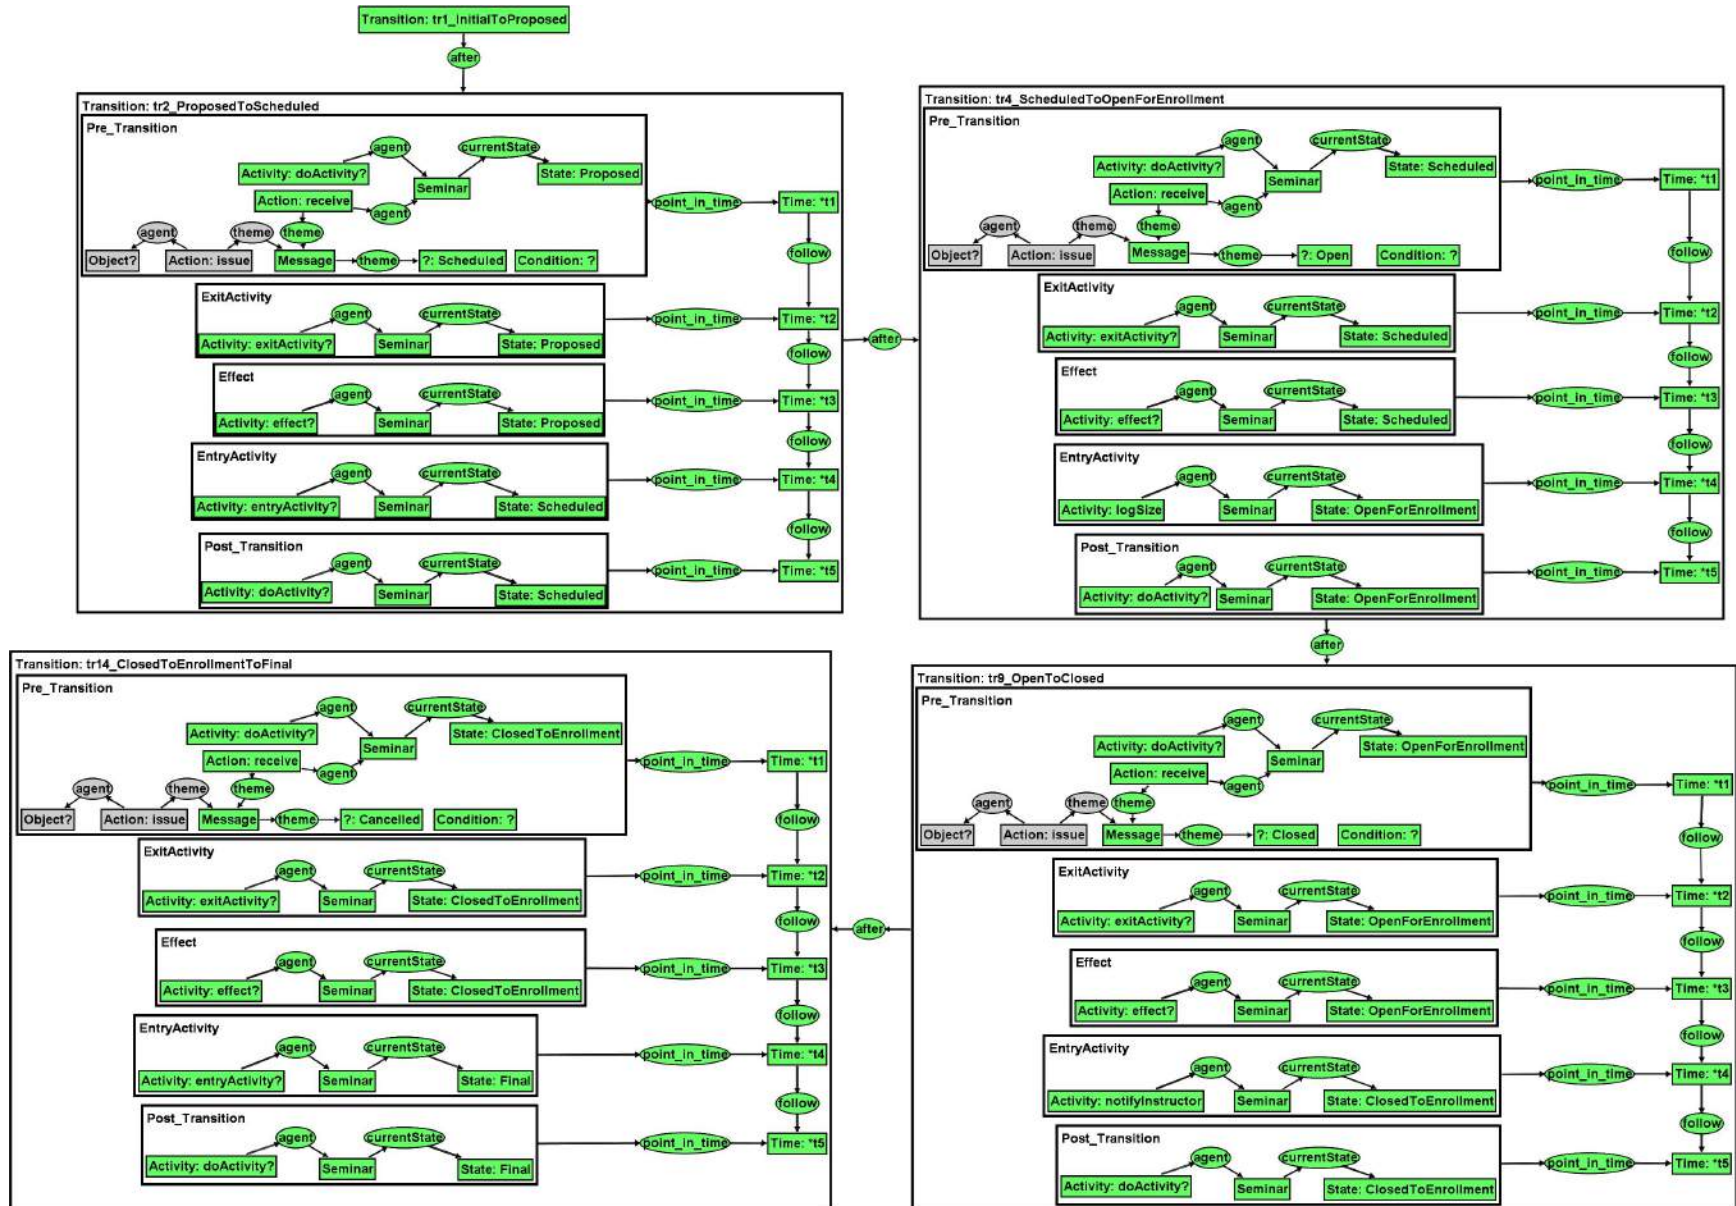 Transition: tr1_InitialToProposed
after
Transition: tr2_ProposedToScheduled
Pre_Transition
agent
currentState
Activity: doActivity?
Seminar
State: Proposed
Action: receive
agent
point_in_time
Time: *t1
agent
theme
theme
Object?
Action: issue
Message
theme
?: Scheduled
Condition: ?
follow
ExitActivity
agent
currentState
Activity: exitActivity?
Seminar
State: Proposed
point_in_time
Time: *t2
follow
Effect
agent
currentState
Activity: effect?
Seminar
State: Proposed
point_in_time
Time: *t3
follow
EntryActivity
agent
currentState
Activity: entryActivity?
Seminar
State: Scheduled
point_in_time
Time: *t4
follow
Post_Transition
agent
currentState
Activity: doActivity?
Seminar
State: Scheduled
point_in_time
Time: *t5
after
Transition: tr4_ScheduledToOpenForEnrollment
Pre_Transition
agent
currentState
Activity: doActivity?
Seminar
State: Scheduled
Action: receive
agent
point_in_time
Time: *t1
agent
theme
theme
Object?
Action: issue
Message
theme
?: Open
Condition: ?
follow
ExitActivity
agent
currentState
Activity: exitActivity?
Seminar
State: Scheduled
point_in_time
Time: *t2
follow
Effect
agent
currentState
Activity: effect?
Seminar
State: Scheduled
point_in_time
Time: *t3
follow
EntryActivity
agent
currentState
Activity: logSize
Seminar
State: OpenForEnrollment
point_in_time
Time: *t4
follow
Post_Transition
agent
currentState
Activity: doActivity?
Seminar
State: OpenForEnrollment
point_in_time
Time: *t5
after
Transition: tr9_OpenToClosed
Pre_Transition
agent
currentState
Activity: doActivity?
Seminar
State: OpenForEnrollment
Action: receive
agent
point_in_time
Time: *t1
agent
theme
theme
Object?
Action: issue
Message
theme
?: Closed
Condition: ?
follow
ExitActivity
agent
currentState
Activity: exitActivity?
Seminar
State: OpenForEnrollment
point_in_time
Time: *t2
follow
Effect
agent
currentState
Activity: effect?
Seminar
State: OpenForEnrollment
point_in_time
Time: *t3
follow
EntryActivity
agent
currentState
Activity: notifyInstructor
Seminar
State: ClosedToEnrollment
point_in_time
Time: *t4
follow
Post_Transition
agent
currentState
Activity: doActivity?
Seminar
State: ClosedToEnrollment
point_in_time
Time: *t5
after
Transition: tr14_ClosedToEnrollmentToFinal
Pre_Transition
agent
currentState
Activity: doActivity?
Seminar
State: ClosedToEnrollment
Action: receive
agent
point_in_time
Time: *t1
agent
theme
theme
Object?
Action: issue
Message
theme
?: Cancelled
Condition: ?
follow
ExitActivity
agent
currentState
Activity: exitActivity?
Seminar
State: ClosedToEnrollment
point_in_time
Time: *t2
follow
Effect
agent
currentState
Activity: effect?
Seminar
State: ClosedToEnrollment
point_in_time
Time: *t3
follow
EntryActivity
agent
currentState
Activity: entryActivity?
Seminar
State: Final
point_in_time
Time: *t4
follow
Post_Transition
agent
currentState
Activity: doActivity?
Seminar
State: Final
point_in_time
Time: *t5